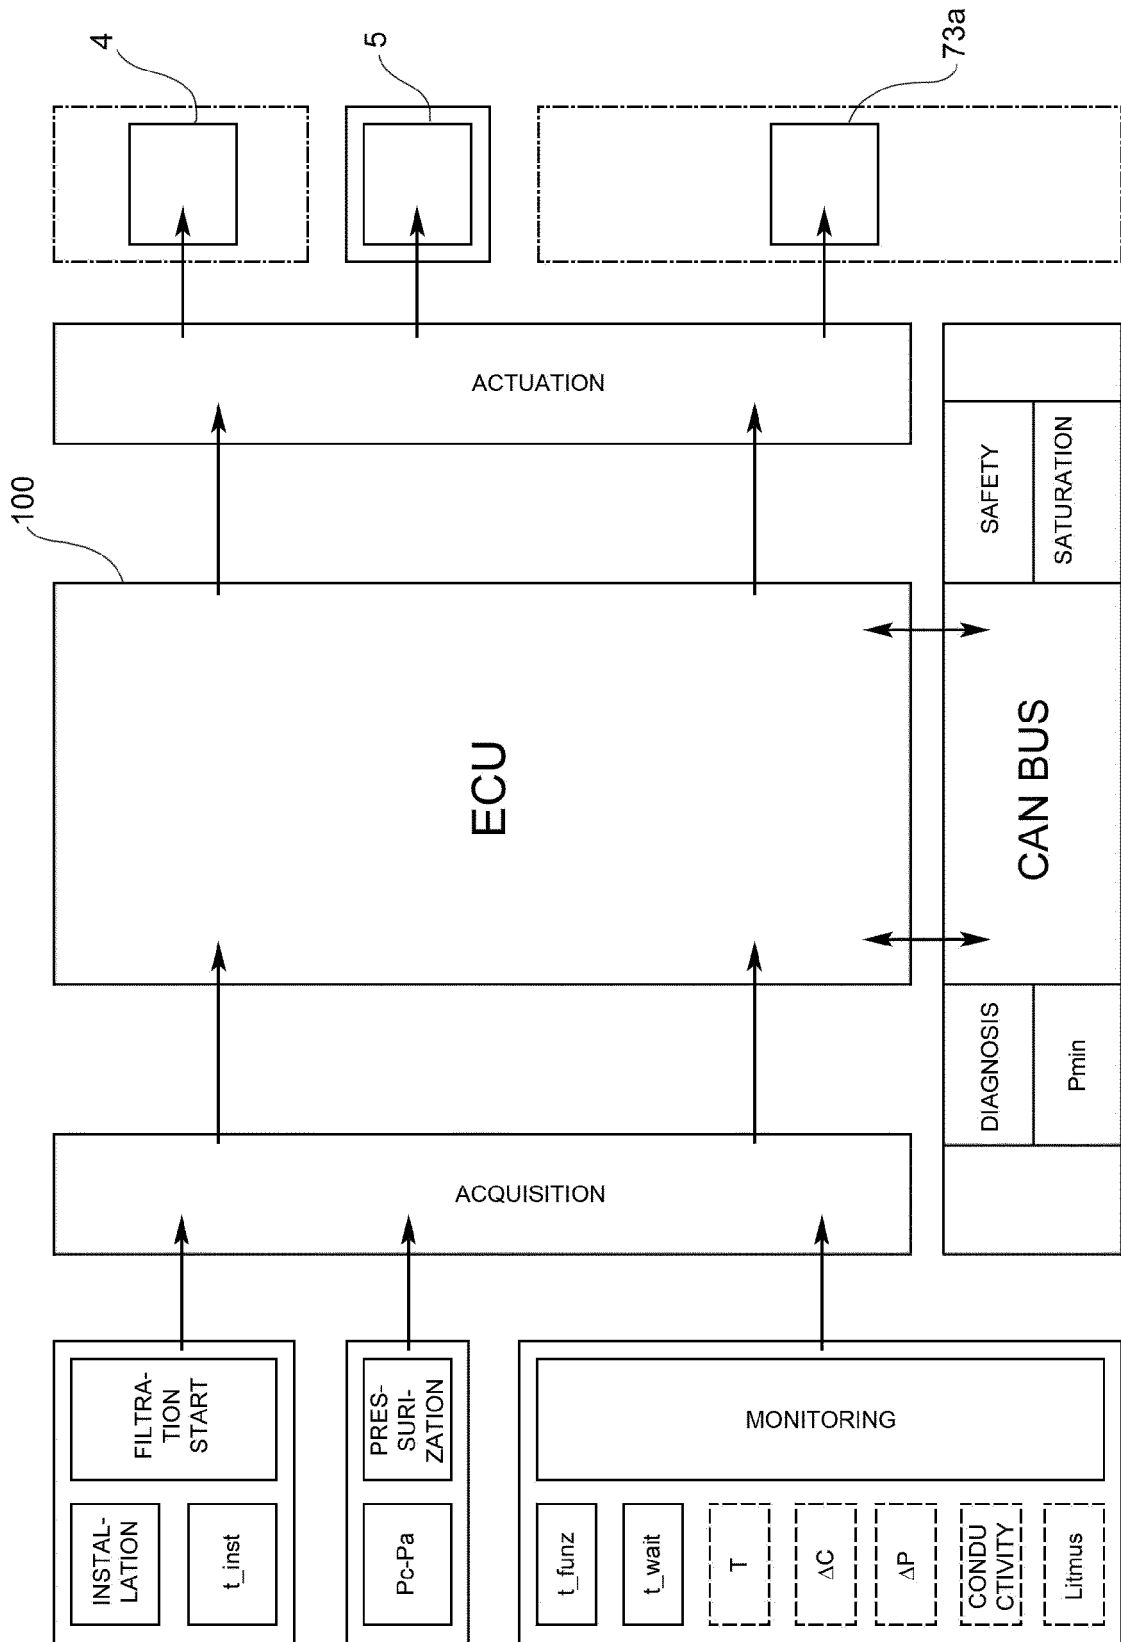 4
5
73a
ACTUATION
100
ECU
SAFETY
SATURATION
CAN BUS
DIAGNOSIS
Pmin
ACQUISITION
FILTRA-
TION
START
INSTAL-
LATION
t_inst
PRES-
SURI-
ZATION
Pc-Pa
MONITORING
t_funz
t_wait
T
ΔC
ΔP
CONDU
CTIVITY
Litmus